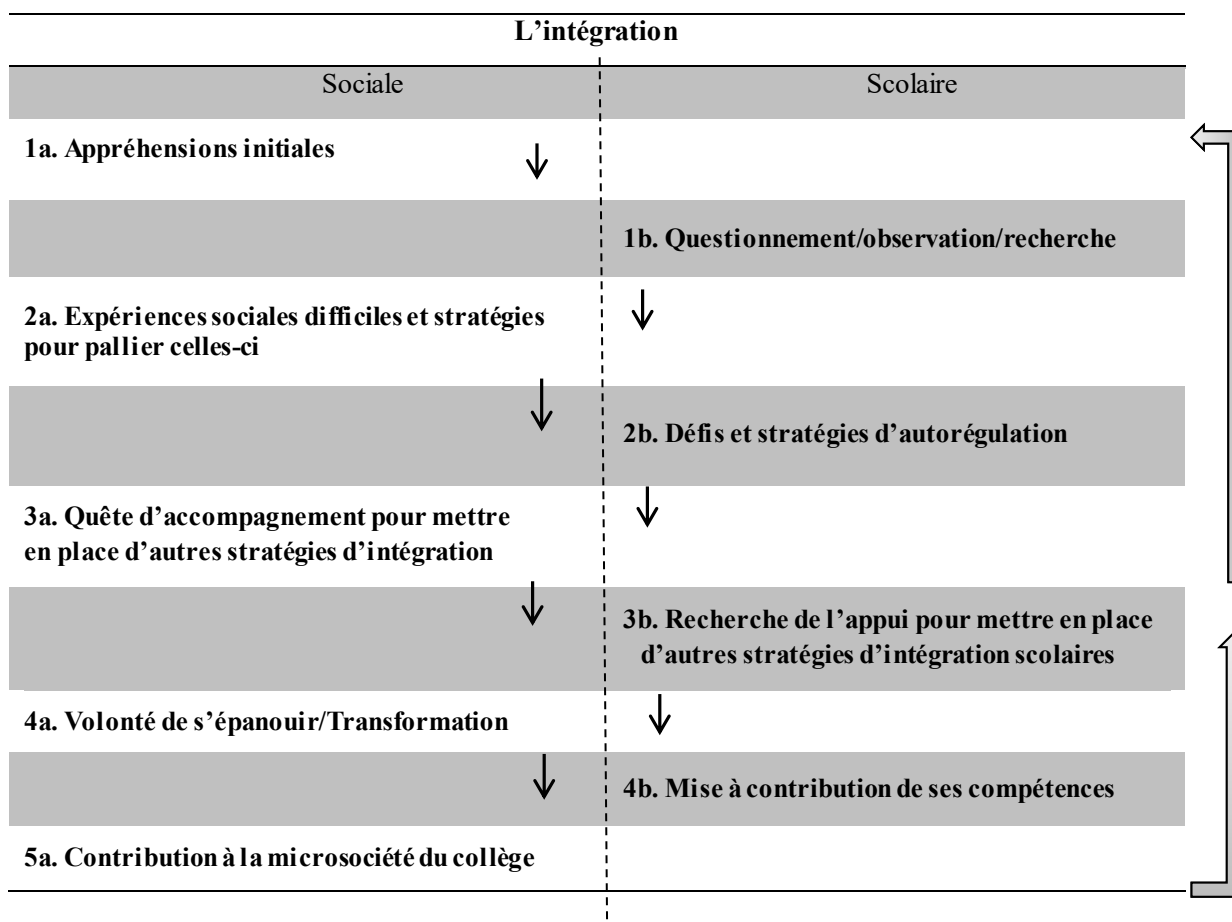 L’intégration
Sociale
Scolaire
1a. Appréhensions initiales
1b. Questionnement/observation/recherche
2a. Expériences sociales difficiles et stratégies
pour pallier celles-ci
2b. Défis et stratégies d’autorégulation
3a. Quête d’accompagnement pour mettre
en place d’autres stratégies d’intégration
3b. Recherche de l’appui pour mettre en place
d’autres stratégies d’intégration scolaires
4a. Volonté de s’épanouir/Transformation
4b. Mise à contribution de ses compétences
5a. Contribution à la microsociété du collège